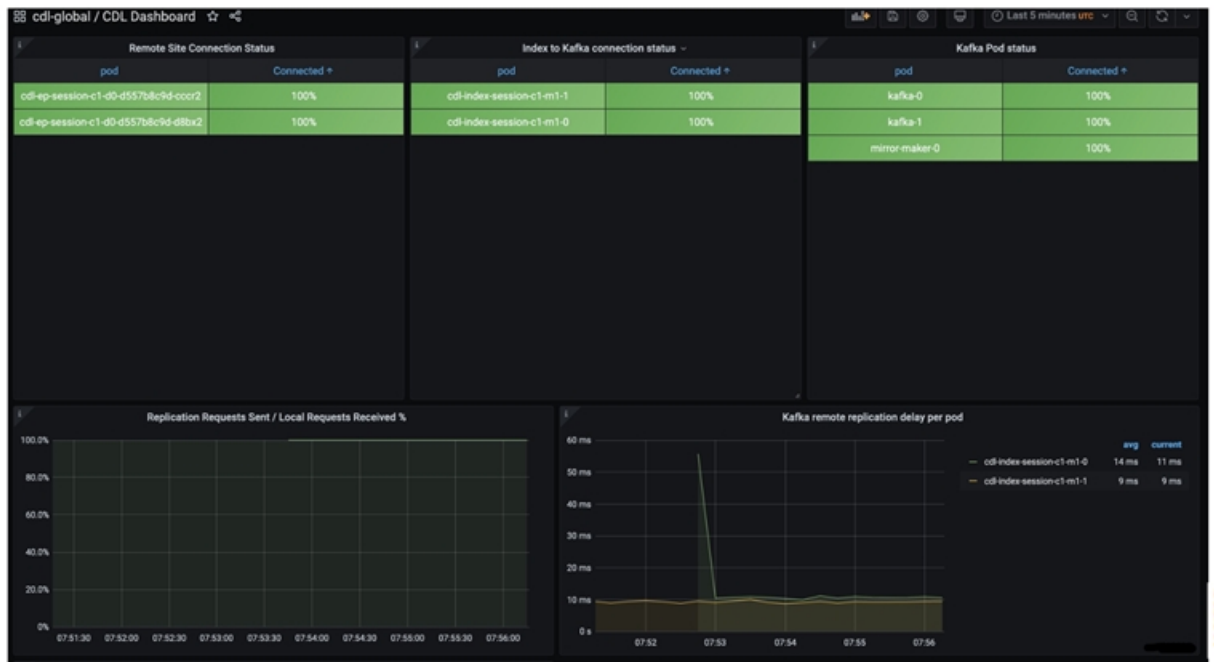 cdl-global / CDL Dashboard
Last 5 minutes UTC
Remote Site Connection Status
pod Connected ↑
cdl-ep-session-c1-d0-d557b8c9d-cccr2 100%
cdl-ep-session-c1-d0-d557b8c9d-d8bx2 100%
Index to Kafka connection status
pod Connected ↑
cdl-index-session-c1-m1-1 100%
cdl-index-session-c1-m1-0 100%
Kafka Pod status
pod Connected ↑
kafka-0 100%
kafka-1 100%
mirror-maker-0 100%
Replication Requests Sent / Local Requests Received %
100.0%
80.0%
60.0%
40.0%
20.0%
0%
07:51:30 07:52:00 07:52:30 07:53:00 07:53:30 07:54:00 07:54:30 07:55:00 07:55:30 07:56:00
Kafka remote replication delay per pod
60 ms
50 ms
40 ms
30 ms
20 ms
10 ms
0 s
07:52 07:53 07:54 07:55 07:56
avg current
cdl-index-session-c1-m1-0 14 ms 11 ms
cdl-index-session-c1-m1-1 9 ms 9 ms